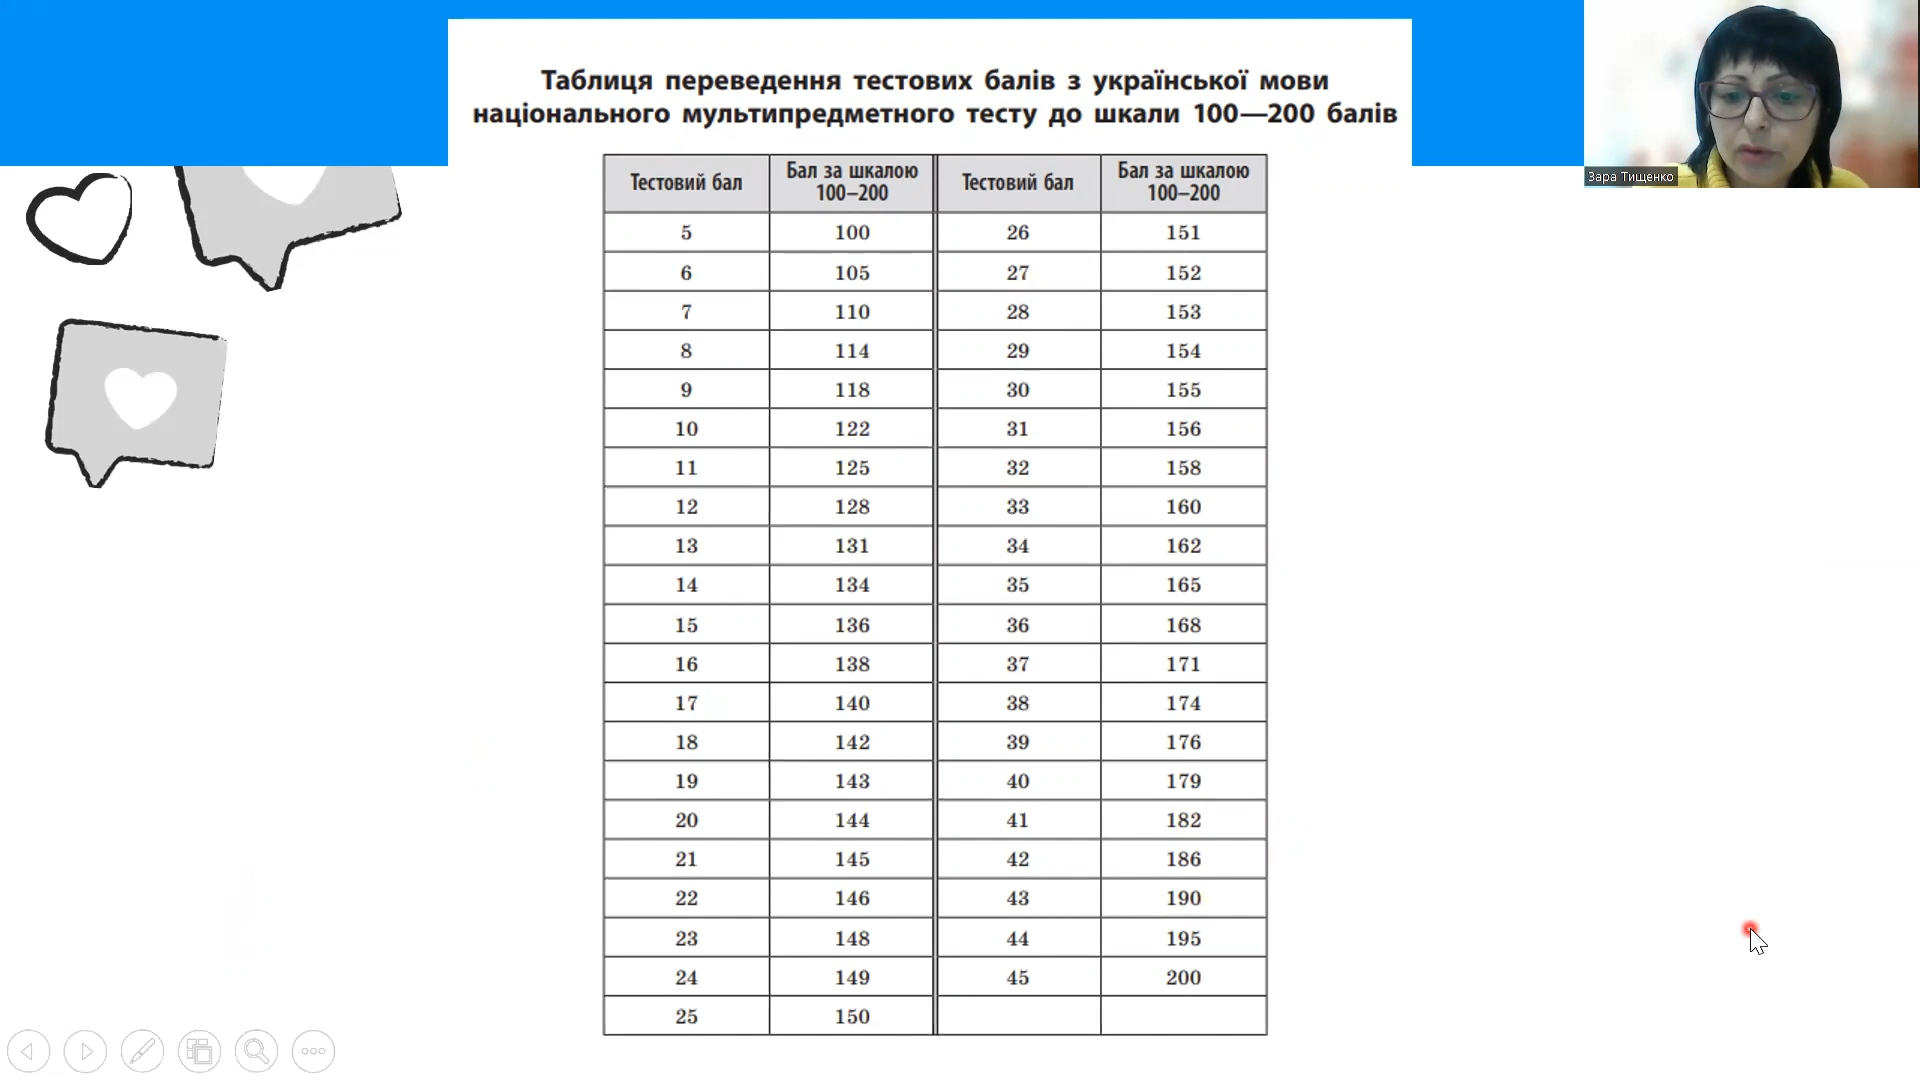 Таблиця переведення тестових балів з української мови
національного мультипредметного тесту до шкали 100—200 балів
Зара Тищенко
Тестовий бал Бал за шкалою 100–200 Тестовий бал Бал за шкалою 100–200
5 100 26 151
6 105 27 152
7 110 28 153
8 114 29 154
9 118 30 155
10 122 31 156
11 125 32 158
12 128 33 160
13 131 34 162
14 134 35 165
15 136 36 168
16 138 37 171
17 140 38 174
18 142 39 176
19 143 40 179
20 144 41 182
21 145 42 186
22 146 43 190
23 148 44 195
24 149 45 200
25 150